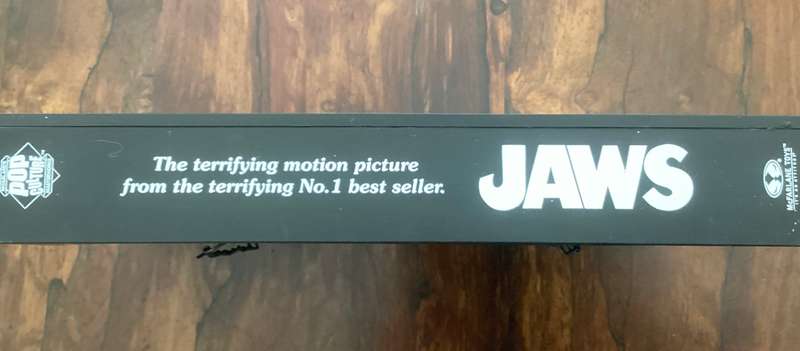 POP
CULTURE
The terrifying motion picture
from the terrifying No.1 best seller.
JAWS
McFARLANE TOYS